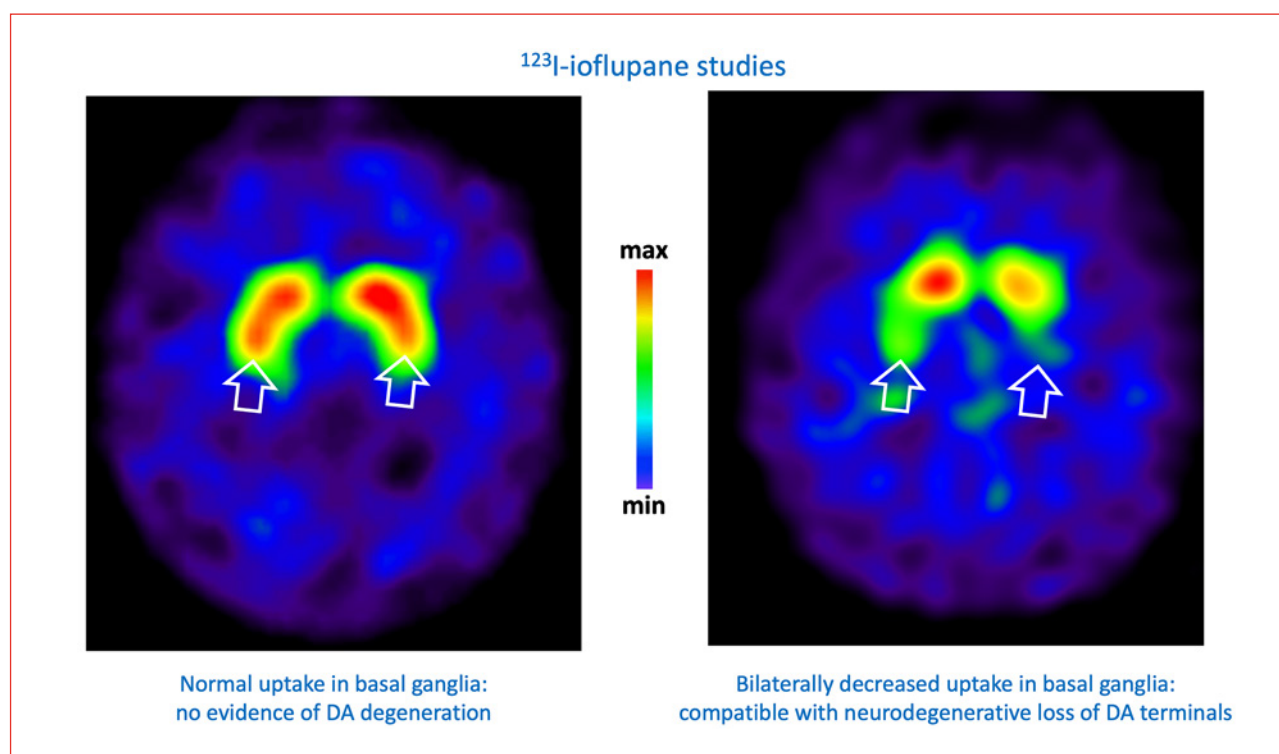 ¹²³I-ioflupane studies
max
min
Normal uptake in basal ganglia:
no evidence of DA degeneration
Bilaterally decreased uptake in basal ganglia:
compatible with neurodegenerative loss of DA terminals